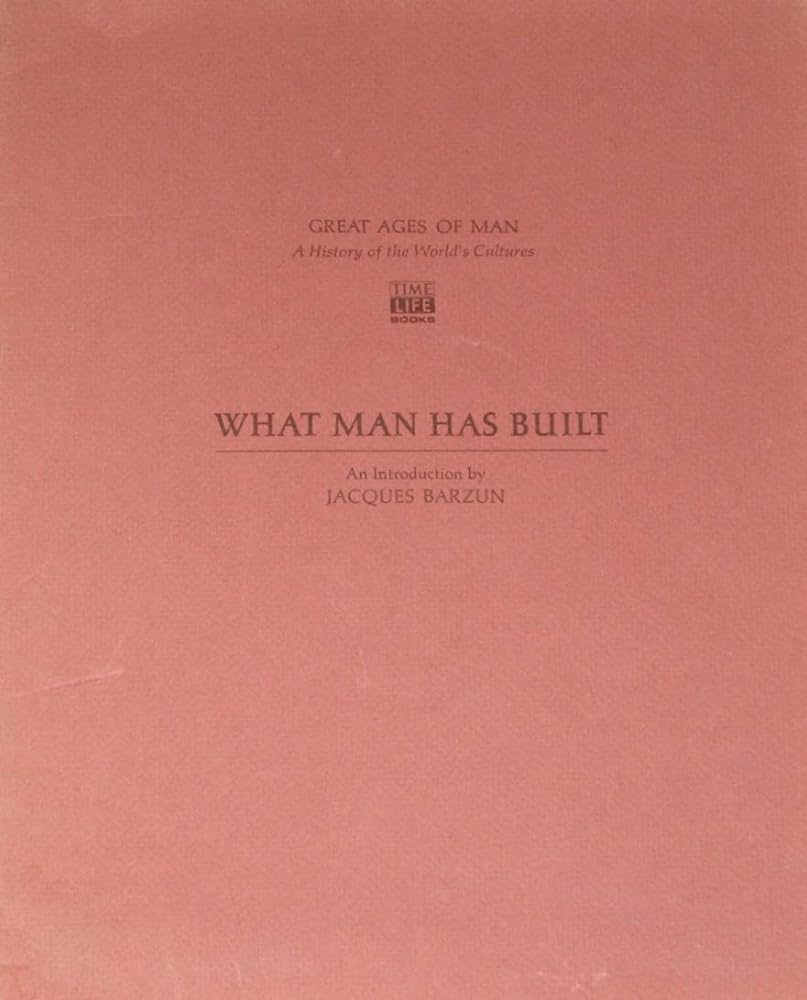 GREAT AGES OF MAN
A History of the World's Cultures
TIME
LIFE
BOOKS
WHAT MAN HAS BUILT
An Introduction by
JACQUES BARZUN